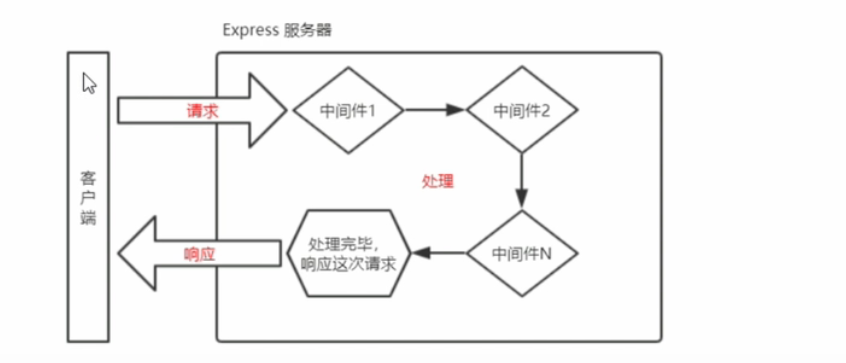 Express 服务器
请求
中间件1
中间件2
处理
客
户
端
响应
处理完毕，
响应这次请求
中间件N